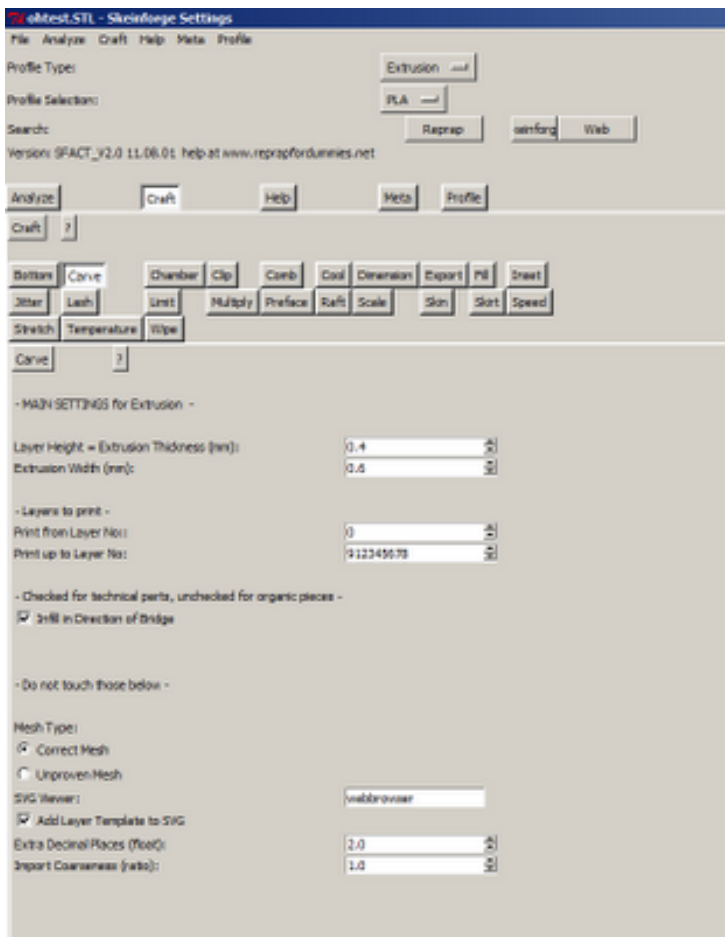 ohtest.STL - Skeinforge Settings
File Analyze Craft Help Meta Profile
Profile Type: Extrusion
Profile Selection: PLA
Search: Reprap keinforg Web
Version: SFACT_V2.0 11.08.01 help at www.reprapfordummies.net
Analyze Craft Help Meta Profile
Craft ?
Bottom Carve Chamber Clip Comb Cool Dimension Export Fill Inset
Jitter Lash Limit Multiply Preface Raft Scale Skin Skirt Speed
Stretch Temperature Wipe
Carve ?
- MAIN SETTINGS for Extrusion -
Layer Height = Extrusion Thickness (mm): 0.4
Extrusion Width (mm): 0.6
- Layers to print -
Print from Layer No:: 0
Print up to Layer No: 912345678
- Checked for technical parts, unchecked for organic pieces -
Infill in Direction of Bridge
- Do not touch those below -
Mesh Type:
Correct Mesh
Unproven Mesh
SVG Viewer: webbrowser
Add Layer Template to SVG
Extra Decimal Places (float): 2.0
Import Coarseness (ratio): 1.0